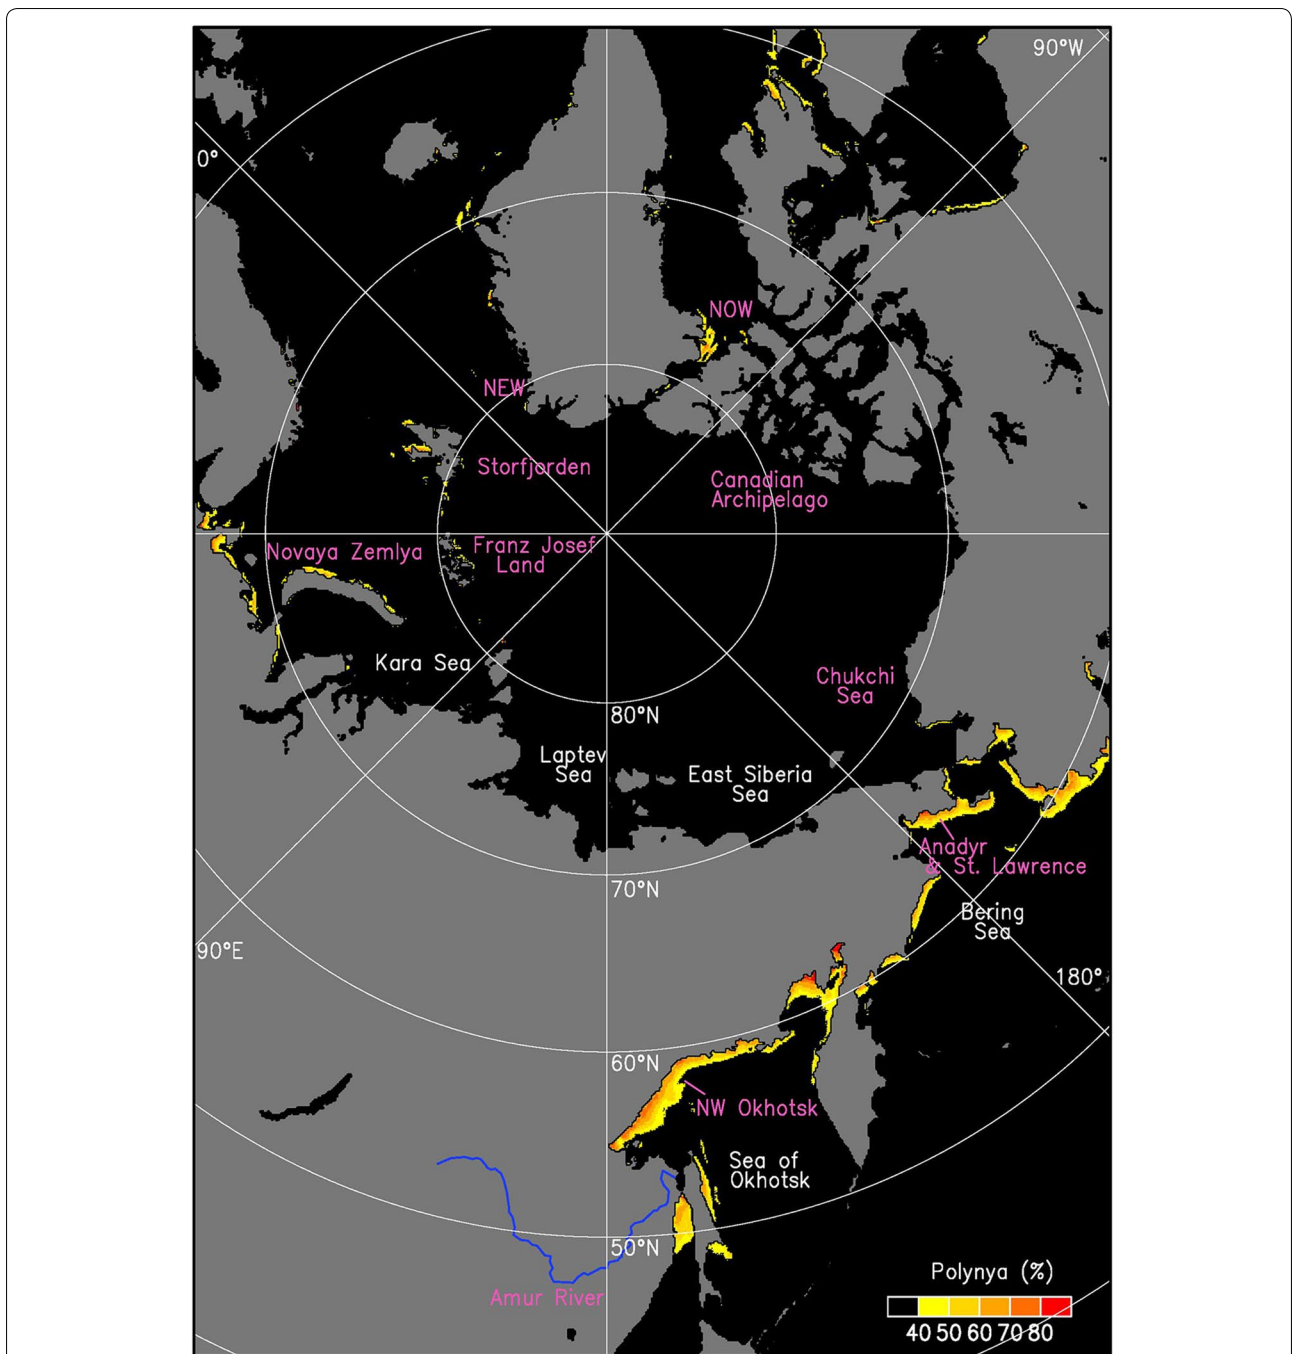 90°W
0°
NOW
NEW
Storfjorden
Canadian
Archipelago
Novaya Zemlya
Franz Josef
Land
Kara Sea
Chukchi
Sea
80°N
Laptev
Sea
East Siberia
Sea
Anadyr
& St. Lawrence
70°N
Bering
Sea
90°E
180°
60°N
NW Okhotsk
Sea of
Okhotsk
50°N
Amur River
Polynya (%)
40 50 60 70 80